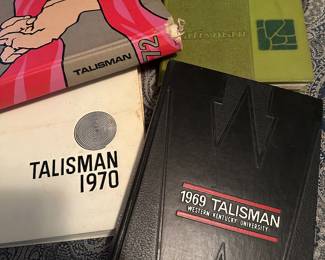 TALISMAN
72
TALISMAN
1970
1969 TALISMAN
WESTERN KENTUCKY
UNIVERSITY